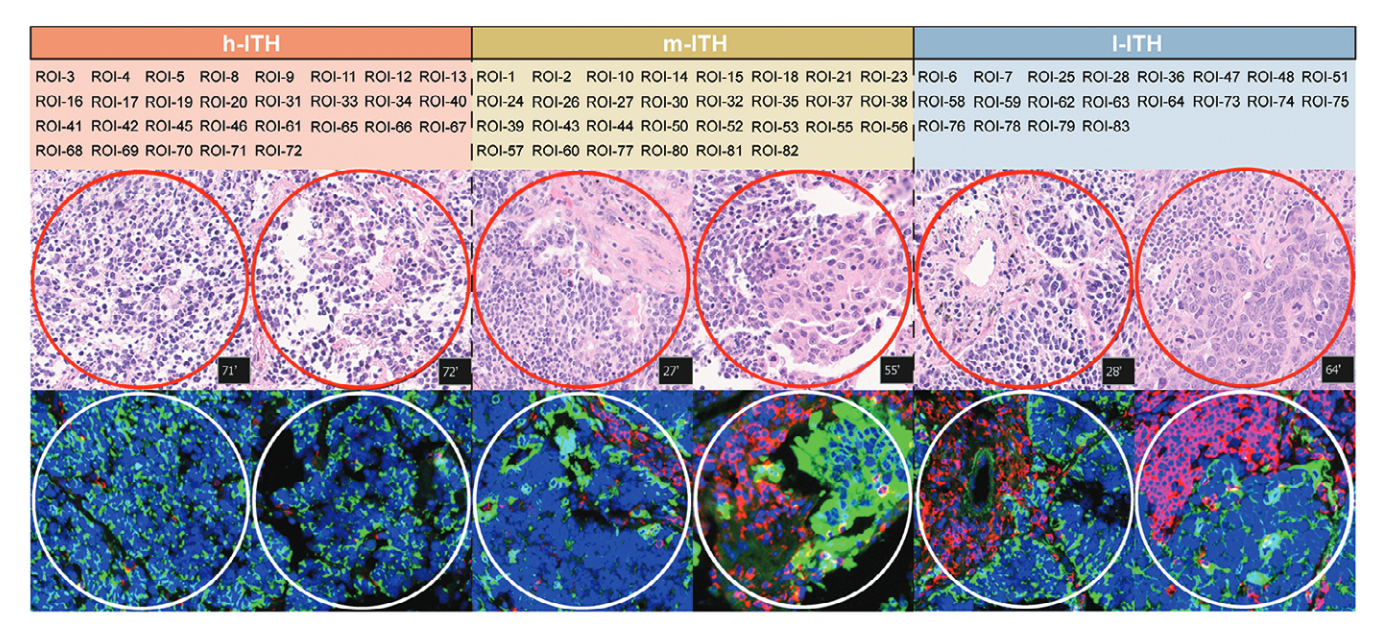 h-ITH
m-ITH
l-ITH
ROI-3 ROI-4 ROI-5 ROI-8 ROI-9 ROI-11 ROI-12 ROI-13
ROI-16 ROI-17 ROI-19 ROI-20 ROI-31 ROI-33 ROI-34 ROI-40
ROI-41 ROI-42 ROI-45 ROI-46 ROI-61 ROI-65 ROI-66 ROI-67
ROI-68 ROI-69 ROI-70 ROI-71 ROI-72
ROI-1 ROI-2 ROI-10 ROI-14 ROI-15 ROI-18 ROI-21 ROI-23
ROI-24 ROI-26 ROI-27 ROI-30 ROI-32 ROI-35 ROI-37 ROI-38
ROI-39 ROI-43 ROI-44 ROI-50 ROI-52 ROI-53 ROI-55 ROI-56
ROI-57 ROI-60 ROI-77 ROI-80 ROI-81 ROI-82
ROI-6 ROI-7 ROI-25 ROI-28 ROI-36 ROI-47 ROI-48 ROI-51
ROI-58 ROI-59 ROI-62 ROI-63 ROI-64 ROI-73 ROI-74 ROI-75
ROI-76 ROI-78 ROI-79 ROI-83
71'
72'
27'
55'
28'
64'